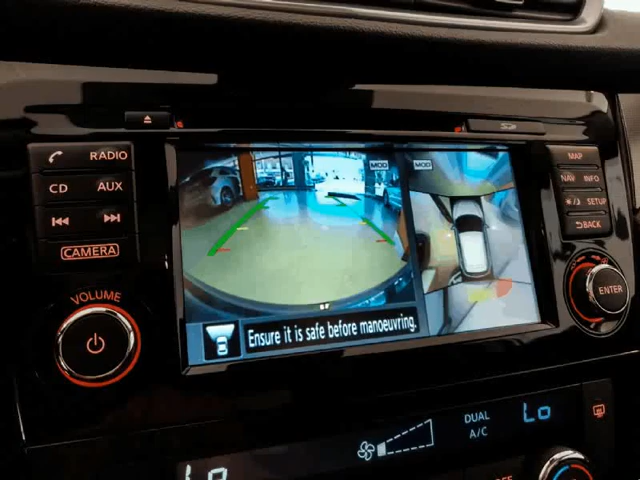 RADIO
CD AUX
CAMERA
VOLUME
MOD
MOD
Ensure it is safe before manoeuvring.
MAP
NAV INFO
SETUP
BACK
ENTER
DUAL
A/C
Lo
Lo